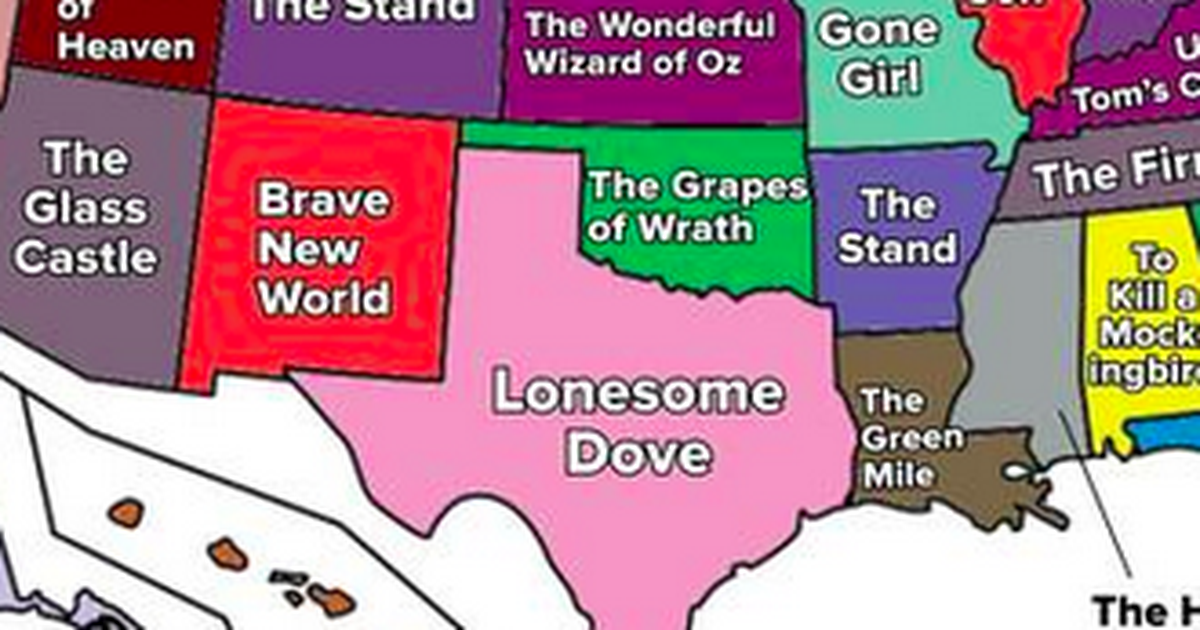 of
Heaven
The Stand
The Wonderful
Wizard of Oz
Gone
Girl
Tom's C
The
Glass
Castle
Brave
New
World
The Grapes
of Wrath
The
Stand
The Fir
To
Kill a
Mock-
ingbir
Lonesome
Dove
The
Green
Mile
The H